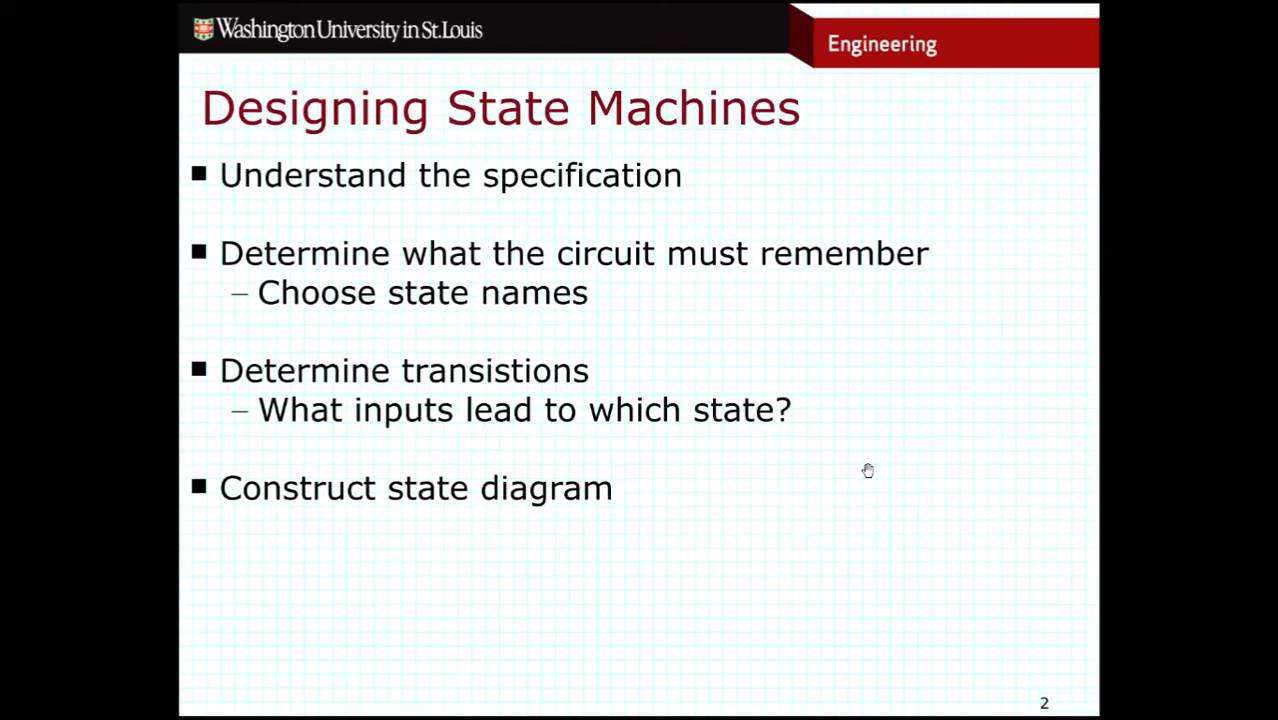 Washington University in St. Louis
Engineering
Designing State Machines
■ Understand the specification
■ Determine what the circuit must remember
– Choose state names
■ Determine transistions
– What inputs lead to which state?
■ Construct state diagram
2